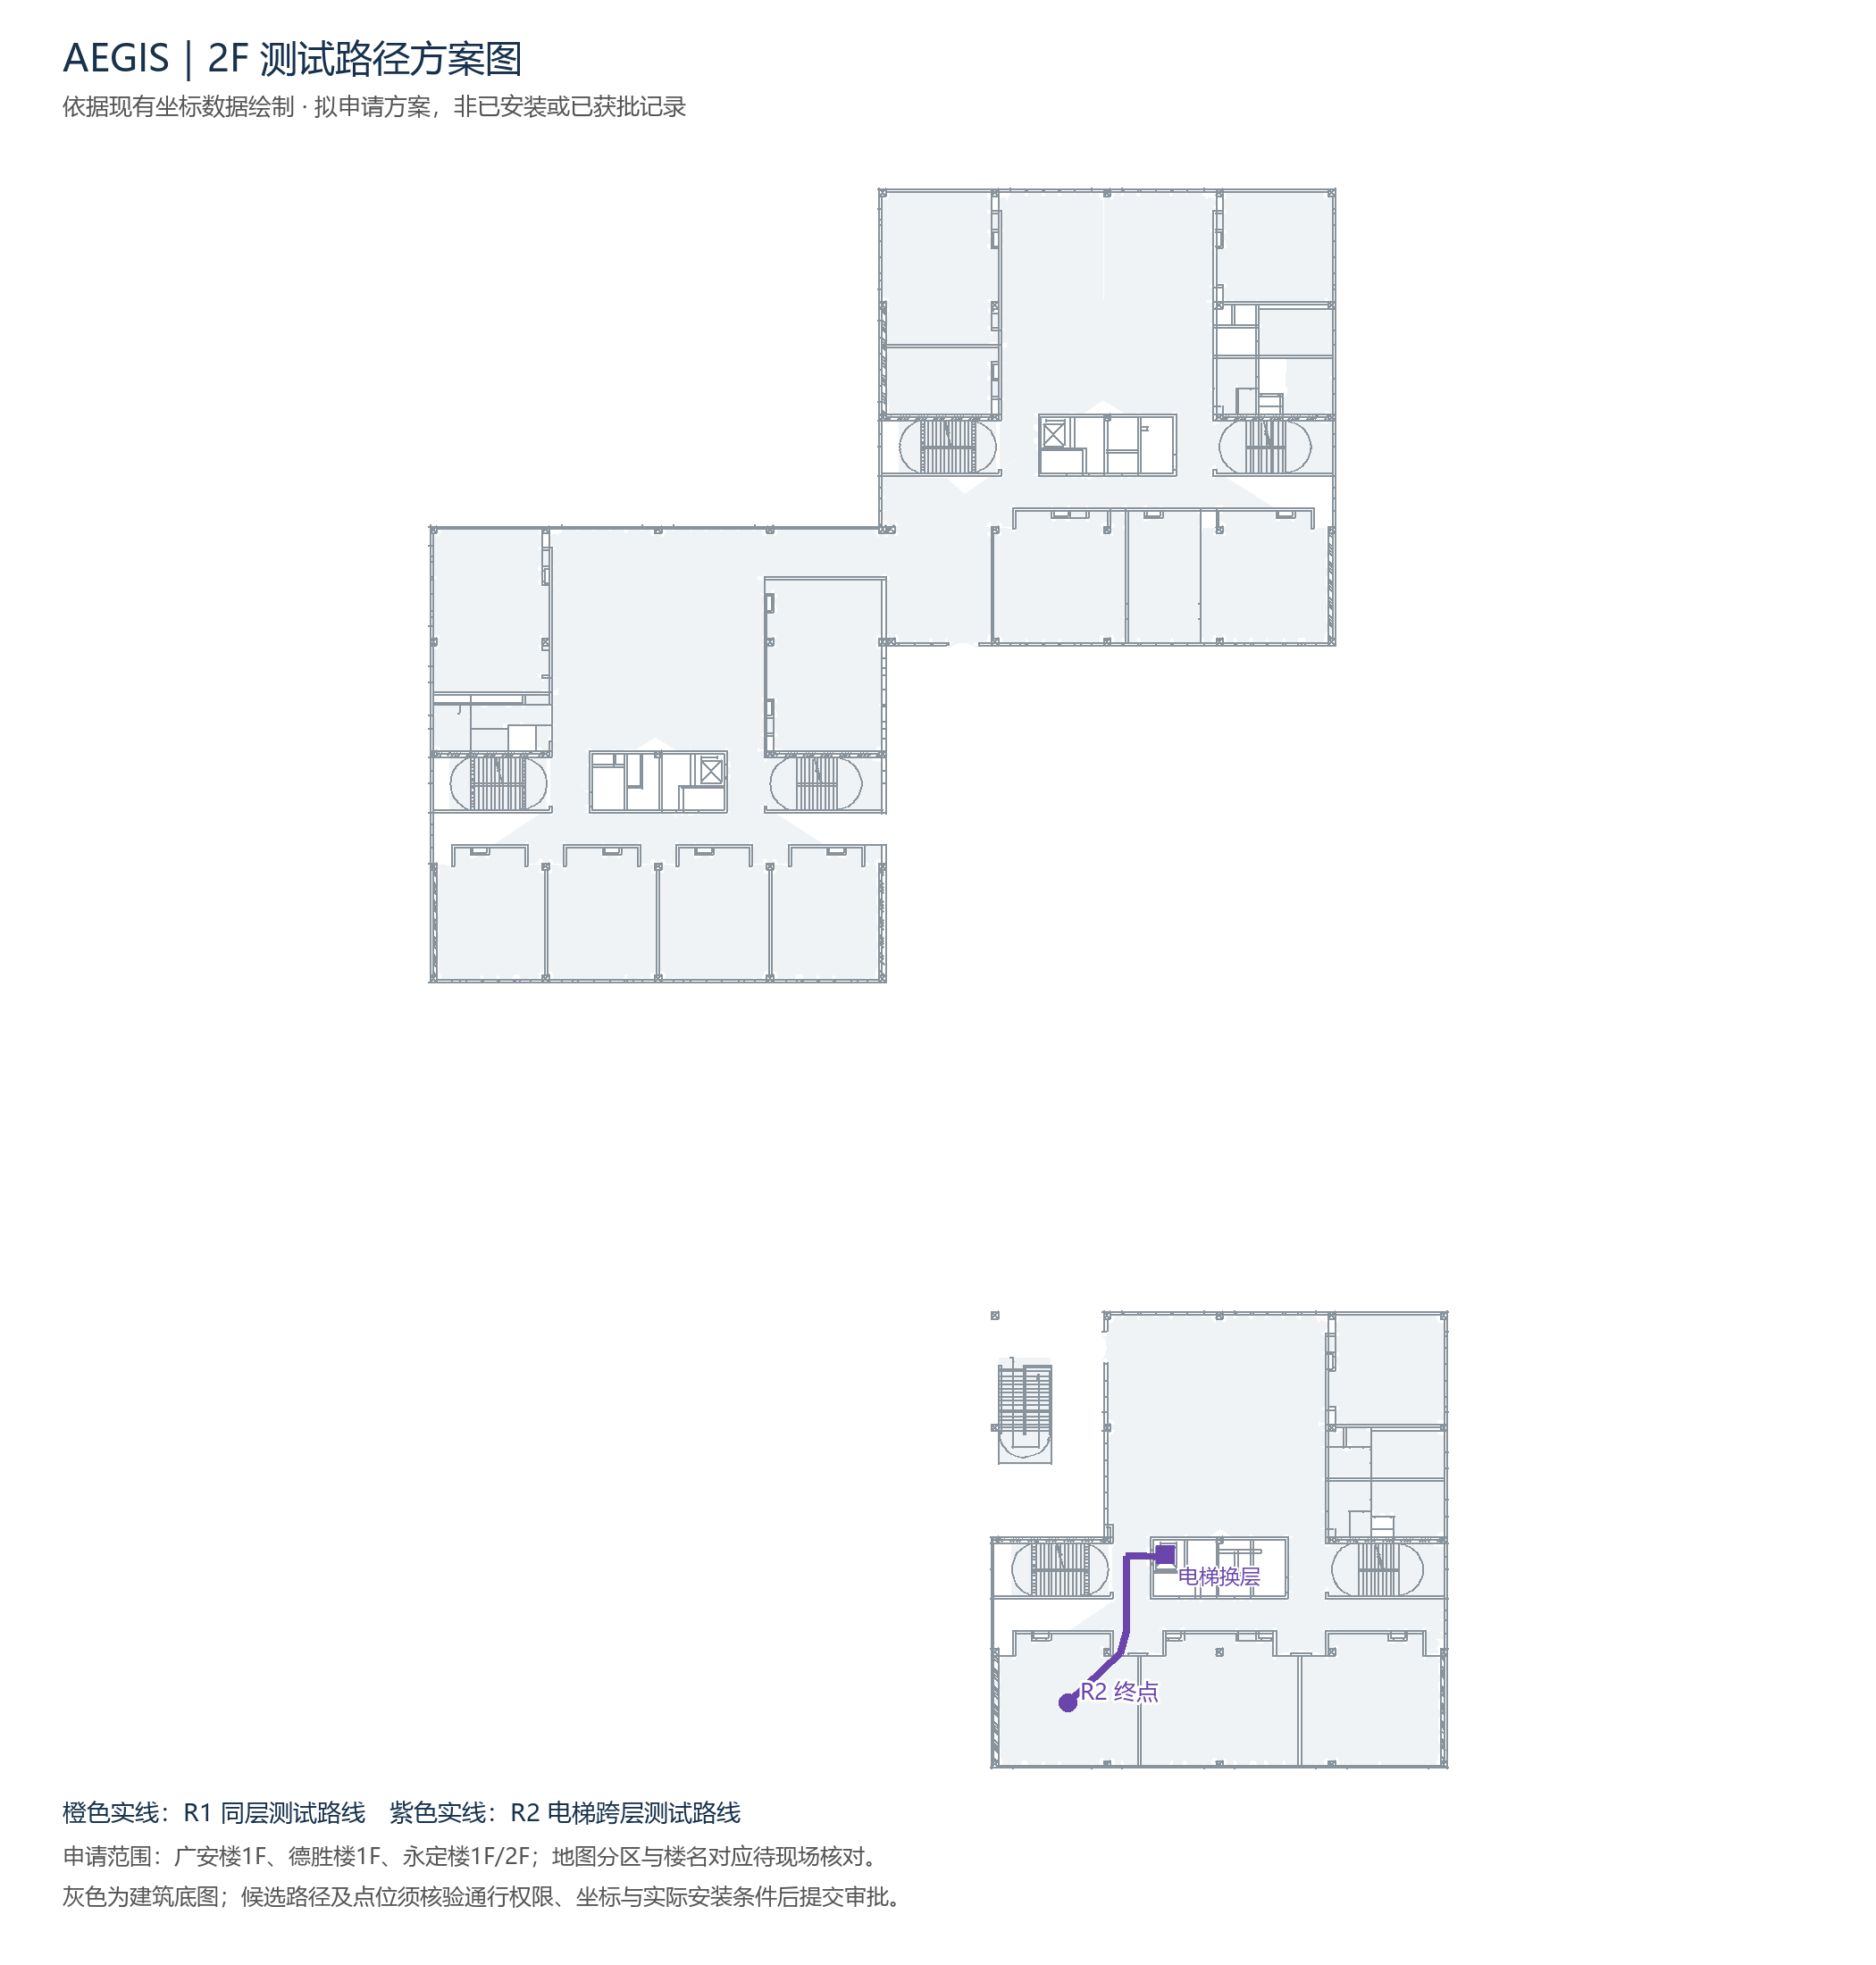 AEGIS｜2F 测试路径方案图
依据现有坐标数据绘制 · 拟申请方案，非已安装或已获批记录
电梯换层
R2 终点
橙色实线：R1 同层测试路线 紫色实线：R2 电梯跨层测试路线
申请范围：广安楼1F、德胜楼1F、永定楼1F/2F；地图分区与楼名对应待现场核对。
灰色为建筑底图；候选路径及点位须核验通行权限、坐标与实际安装条件后提交审批。